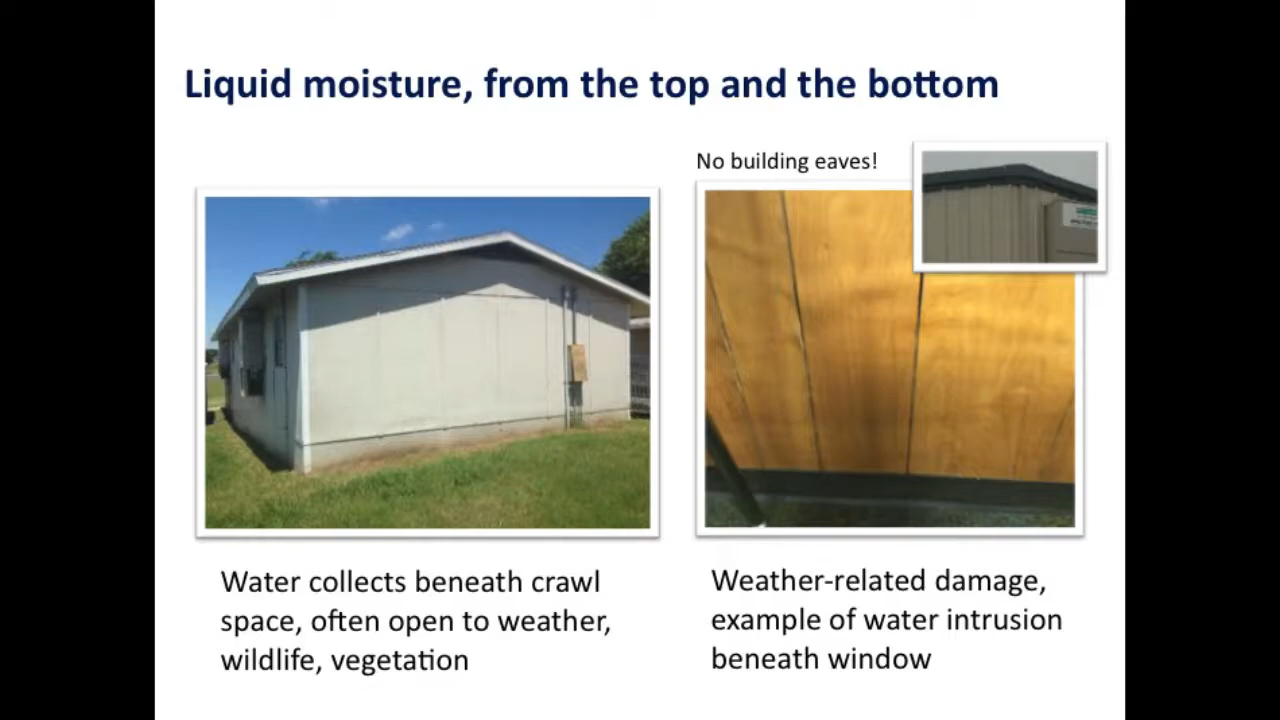 Liquid moisture, from the top and the bottom
No building eaves!
Water collects beneath crawl
space, often open to weather,
wildlife, vegetation
Weather-related damage,
example of water intrusion
beneath window